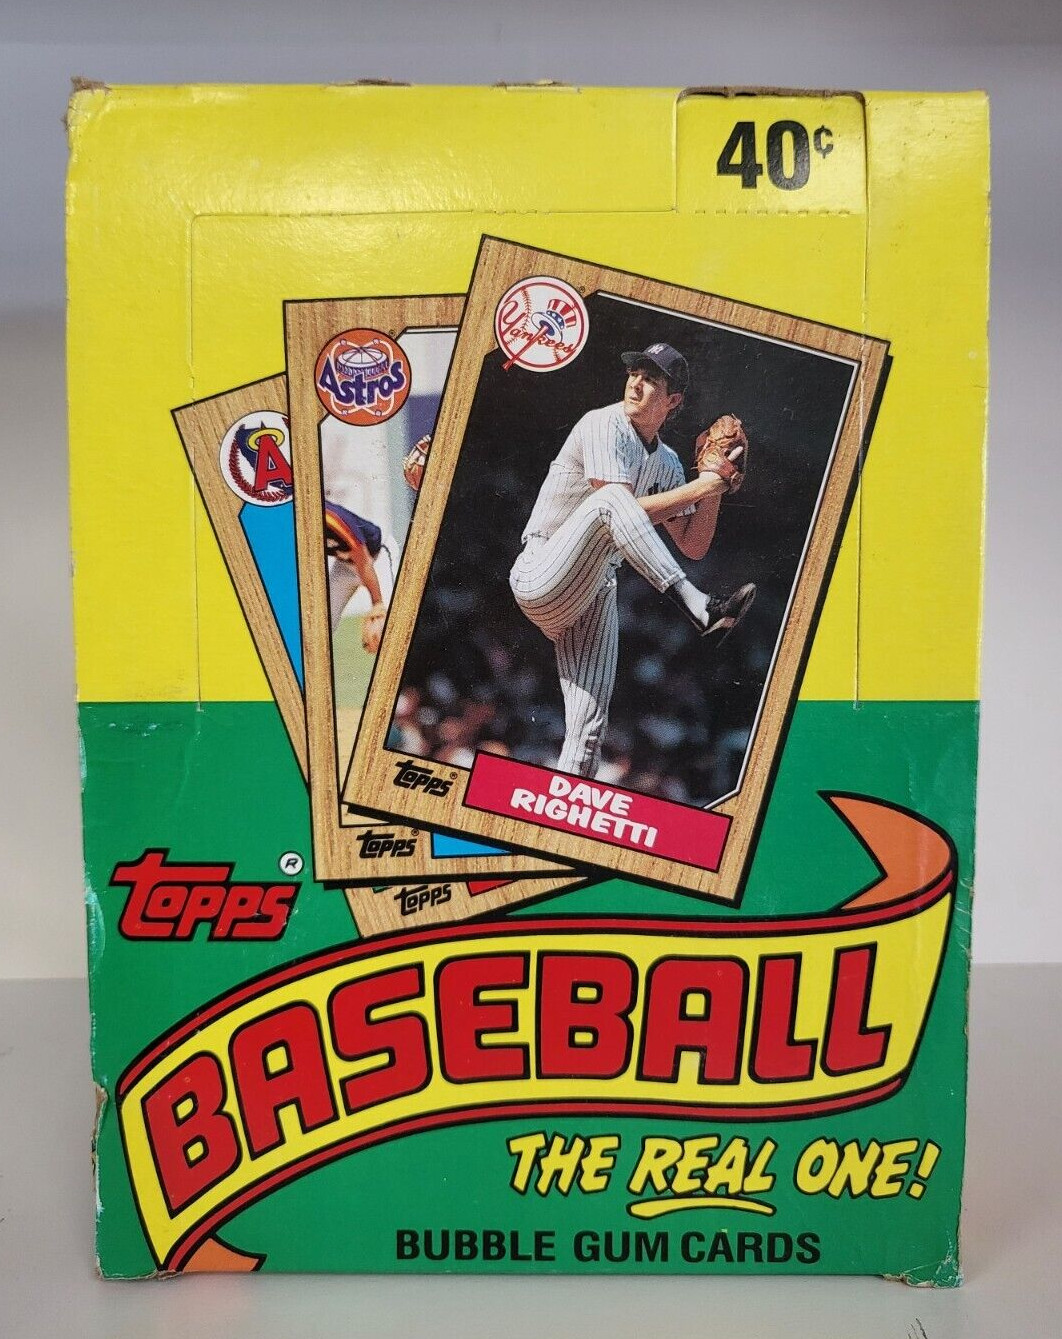 40¢
Yankees
Astros
A
topps®
DAVE
RIGHETTI
topps®
topps
topps®
BASEBALL
THE REAL ONE!
BUBBLE GUM CARDS